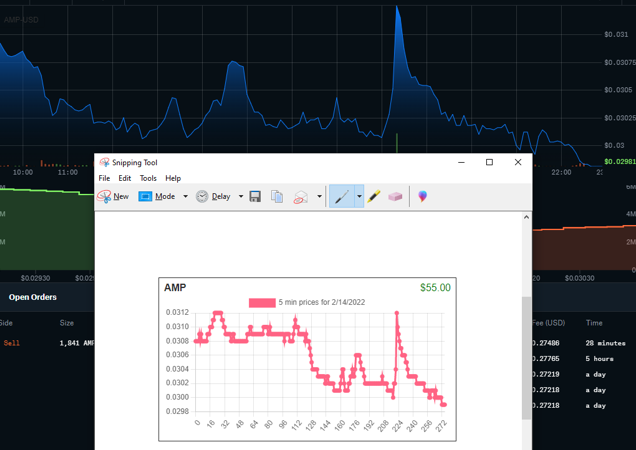 AMP-USD
$0.031
$0.03075
$0.0305
$0.03025
$0.03
$0.02981
10:00
11:00
22:00
Snipping Tool
File Edit Tools Help
New Mode Delay
6M
4M
2M
$0.02930
$0.03030
AMP
$55.00
5 min prices for 2/14/2022
0.0312
0.0310
0.0308
0.0306
0.0304
0.0302
0.0300
0.0298
0 16 32 48 64 80 96 112 128 144 160 176 192 208 224 240 256 272
Open Orders
Side Size Fee (USD) Time
Sell 1,841 AMP 0.27486 28 minutes
0.27765 5 hours
0.27219 a day
0.27218 a day
0.27218 a day